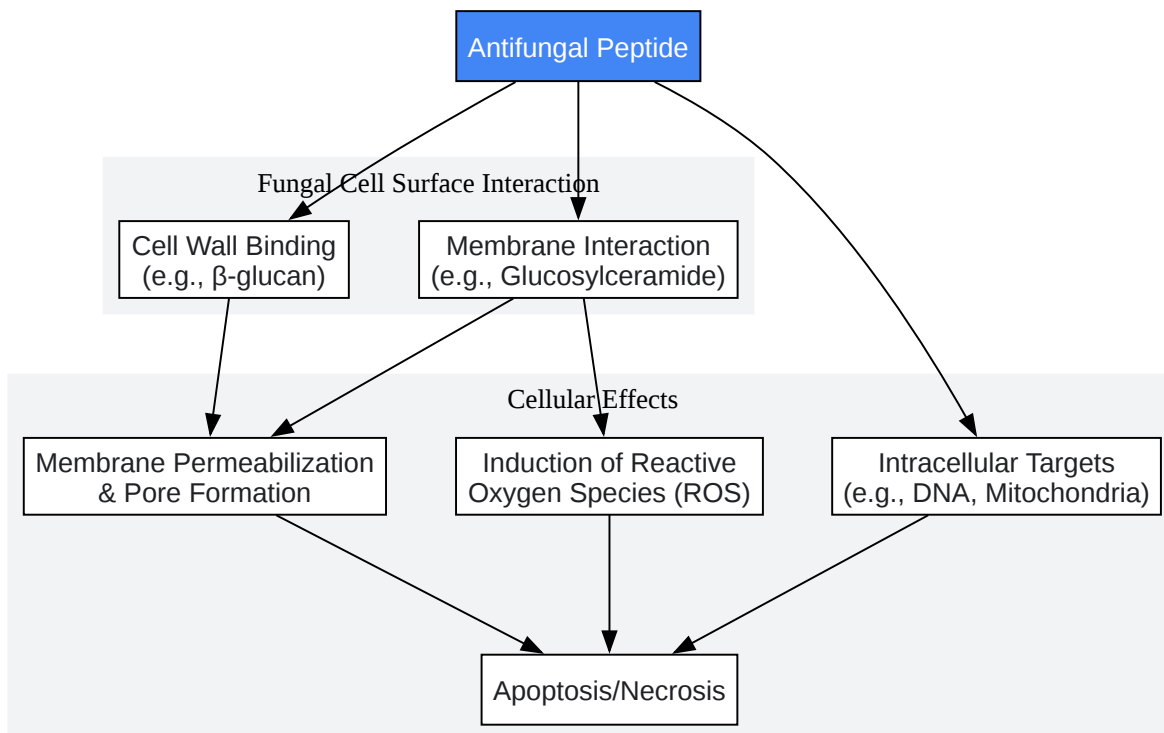 Antifungal Peptide
Fungal Cell Surface Interaction
Cell Wall Binding
(e.g., β-glucan)
Membrane Interaction
(e.g., Glucosylceramide)
Cellular Effects
Membrane Permeabilization
& Pore Formation
Induction of Reactive
Oxygen Species (ROS)
Intracellular Targets
(e.g., DNA, Mitochondria)
Apoptosis/Necrosis